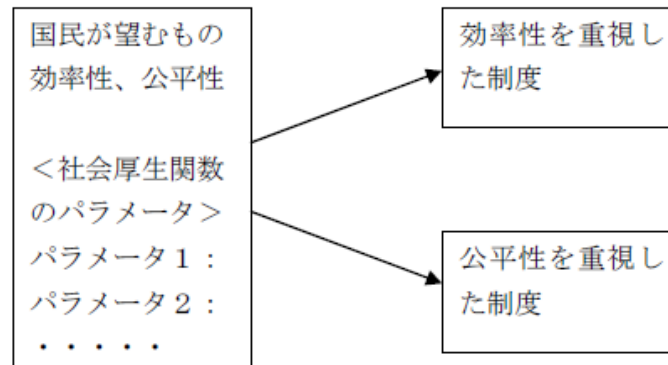 国民が望むもの
効率性、公平性
＜社会厚生関数
のパラメータ＞
パラメータ１：
パラメータ２：
・・・・・
効率性を重視し
た制度
公平性を重視し
た制度